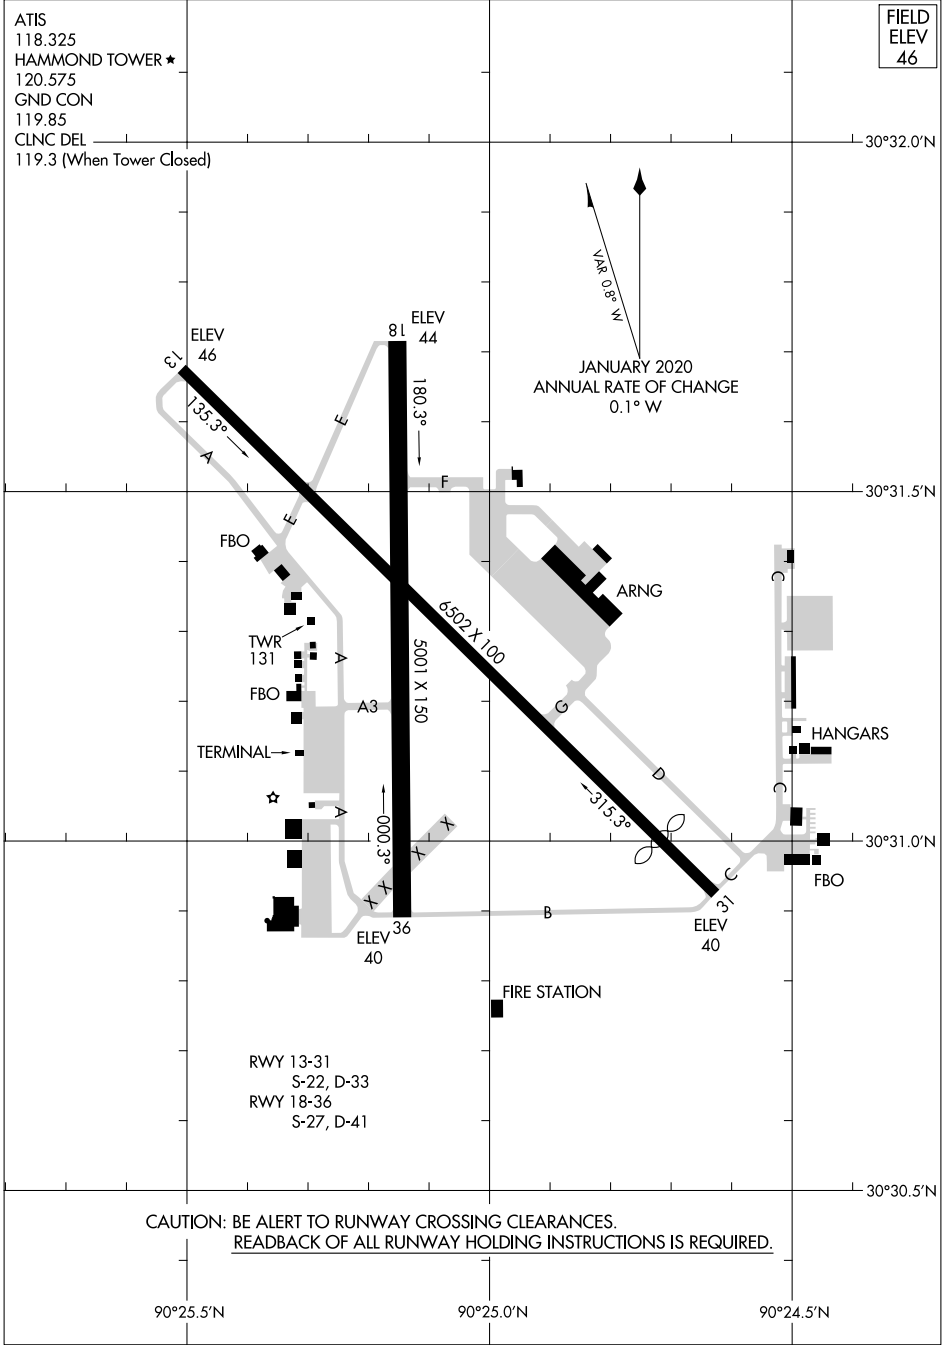 ATIS
118.325
HAMMOND TOWER ★
120.575
GND CON
119.85
CLNC DEL
119.3 (When Tower Closed)
FIELD
ELEV
46
30°32.0'N
VAR 0.8° W
JANUARY 2020
ANNUAL RATE OF CHANGE
0.1° W
18
ELEV
44
13
ELEV
46
135.3°
180.3°
E
A
F
30°31.5'N
E
FBO
ARNG
C
6502 X 100
TWR
131
A
5001 X 150
FBO
A3
G
HANGARS
TERMINAL
D
C
315.3°
A
000.3°
X
X
X
X
30°31.0'N
C
FBO
31
B
36
ELEV
40
ELEV
40
FIRE STATION
RWY 13-31
S-22, D-33
RWY 18-36
S-27, D-41
30°30.5'N
CAUTION: BE ALERT TO RUNWAY CROSSING CLEARANCES.
READBACK OF ALL RUNWAY HOLDING INSTRUCTIONS IS REQUIRED.
90°25.5'N
90°25.0'N
90°24.5'N